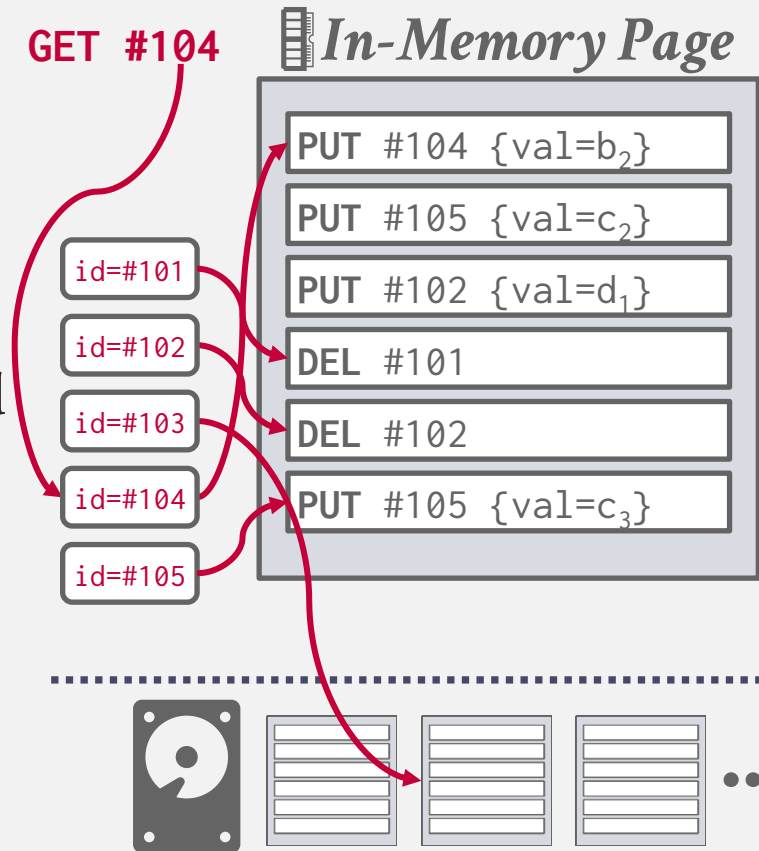 GET #104
In-Memory Page
PUT #104 {val=b₂}
PUT #105 {val=c₂}
PUT #102 {val=d₁}
DEL #101
DEL #102
PUT #105 {val=c₃}
id=#101
id=#102
id=#103
id=#104
id=#105